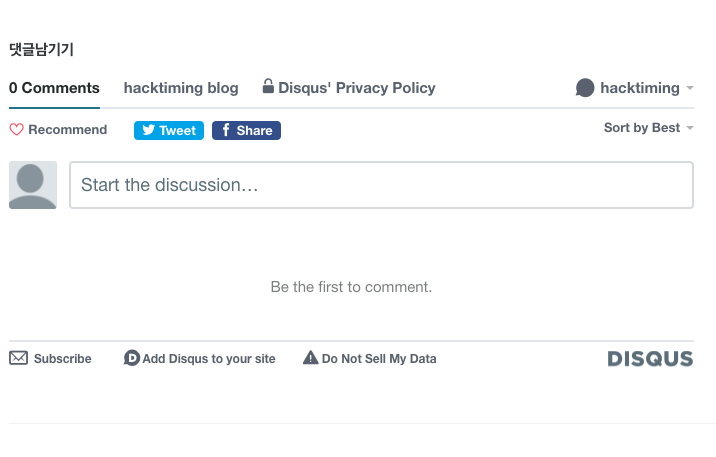 댓글남기기
0 Comments hacktiming blog Disqus' Privacy Policy hacktiming
Recommend Tweet Share Sort by Best
Start the discussion…
Be the first to comment.
Subscribe Add Disqus to your site Do Not Sell My Data DISQUS